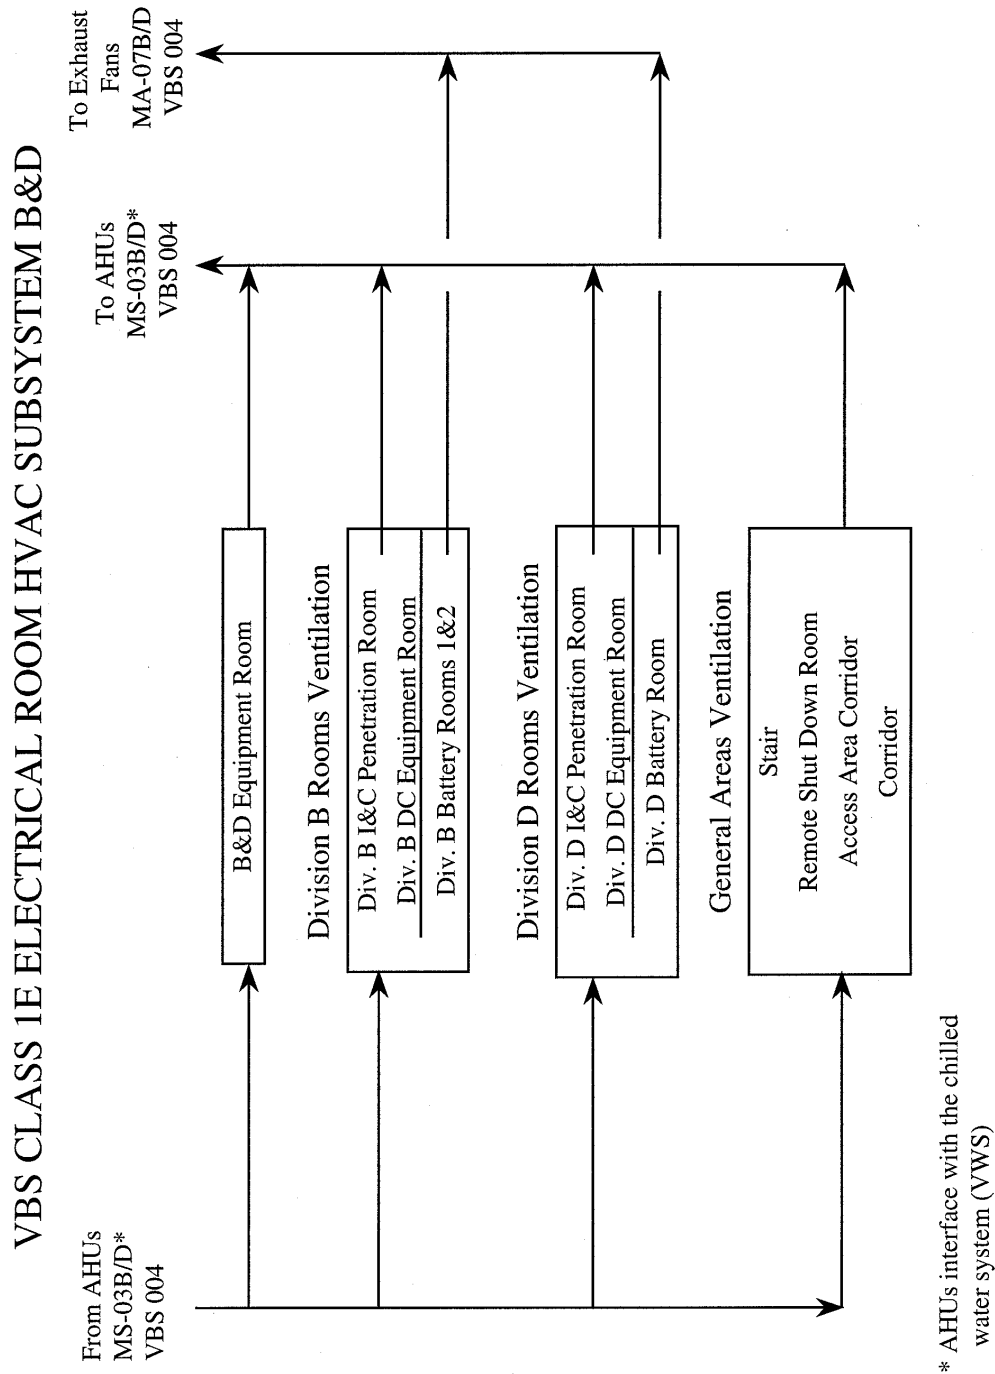 VBS CLASS 1E ELECTRICAL ROOM HVAC SUBSYSTEM B&D
From AHUs
MS-03B/D*
VBS 004
To AHUs
MS-03B/D*
VBS 004
To Exhaust
Fans
MA-07B/D
VBS 004
B&D Equipment Room
Division B Rooms Ventilation
Div. B I&C Penetration Room
Div. B DC Equipment Room
Div. B Battery Rooms 1&2
Division D Rooms Ventilation
Div. D I&C Penetration Room
Div. D DC Equipment Room
Div. D Battery Room
General Areas Ventilation
Stair
Remote Shut Down Room
Access Area Corridor
Corridor
* AHUs interface with the chilled
water system (VWS)